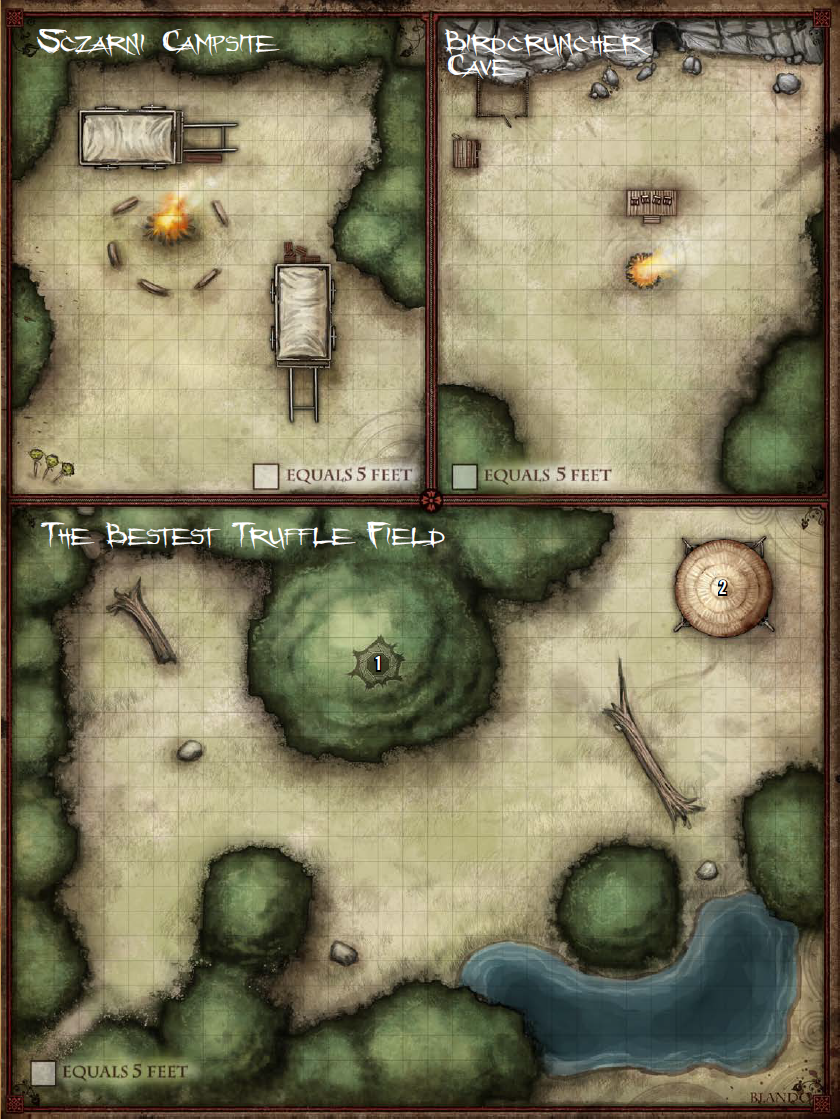 Sczarni Campsite
Birdcruncher
Cave
EQUALS 5 FEET
EQUALS 5 FEET
The Bestest Truffle Field
2
1
EQUALS 5 FEET
BLANDO